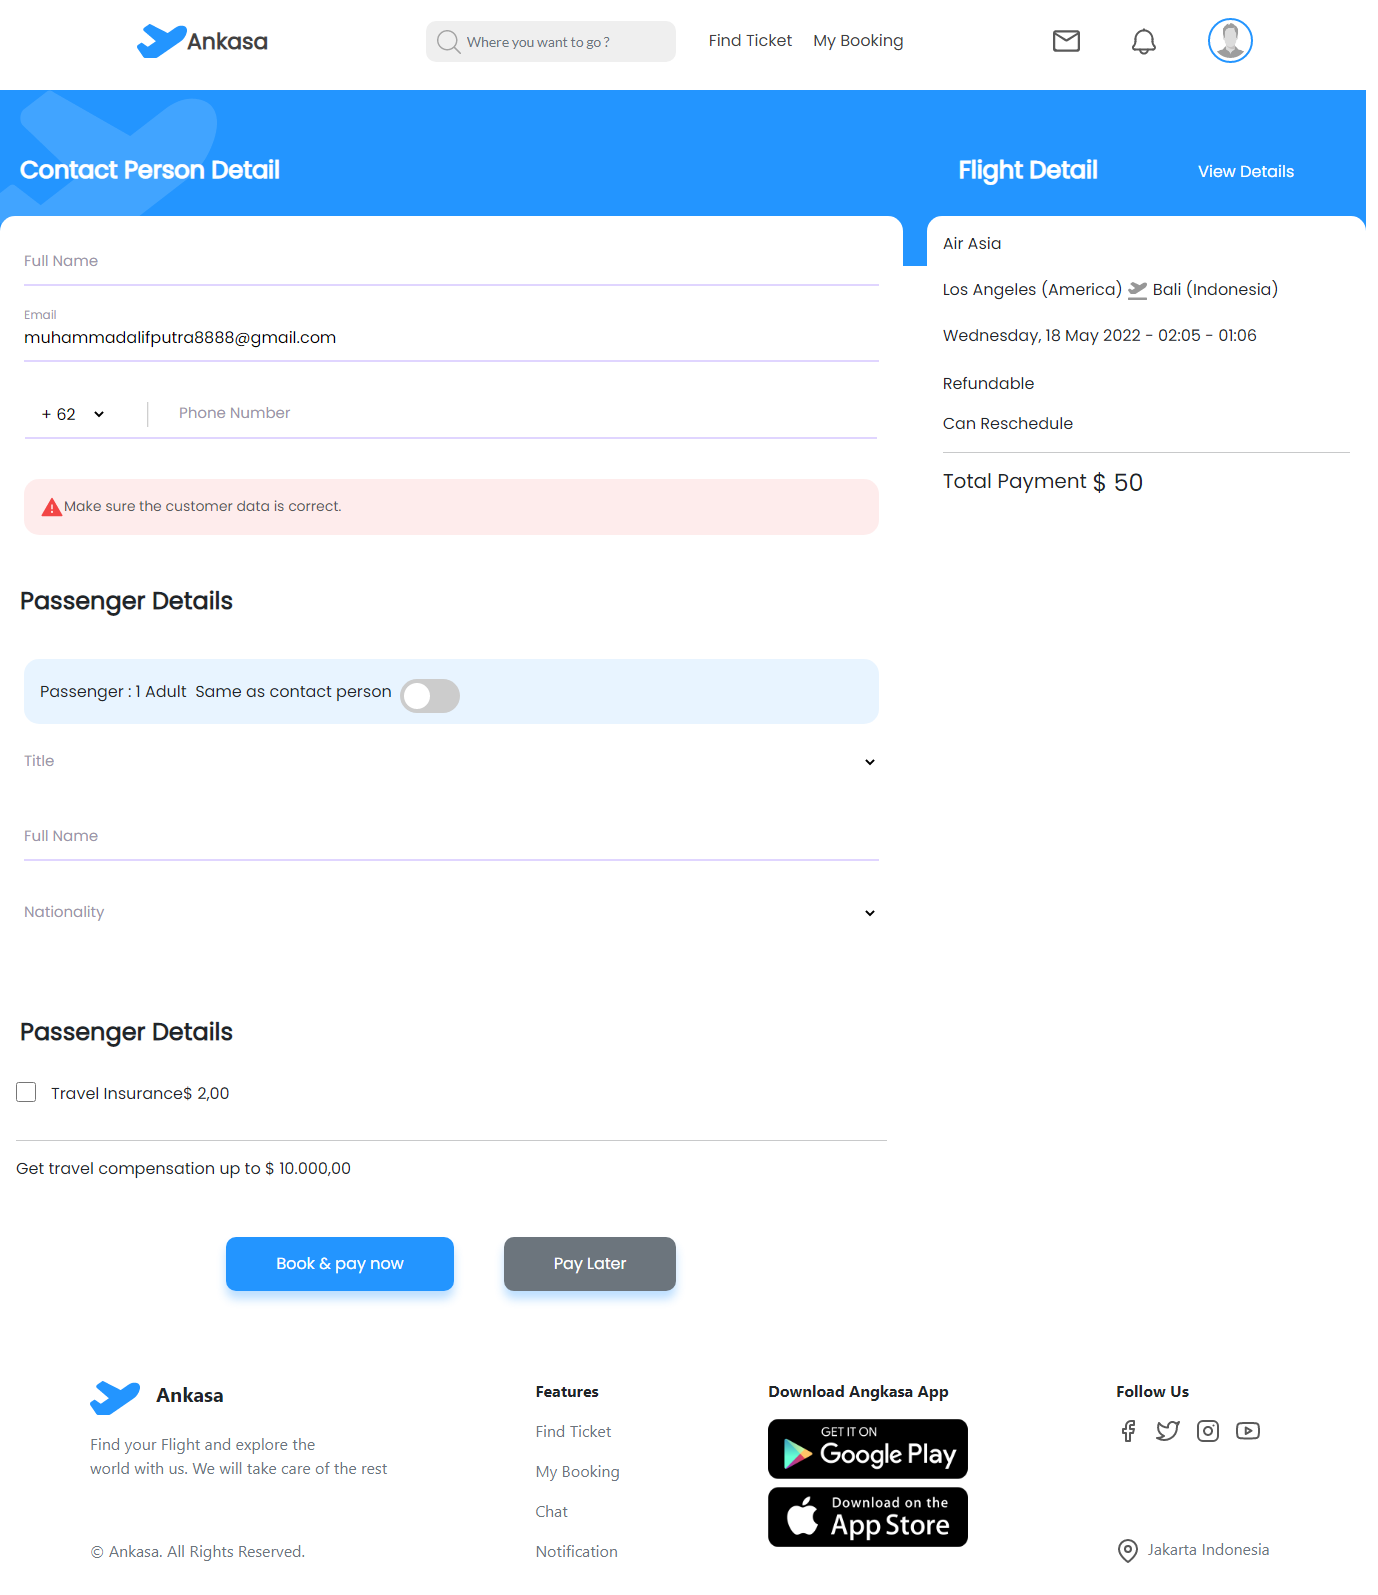 Ankasa
Where you want to go ?
Find Ticket
My Booking
Contact Person Detail
Flight Detail
View Details
Full Name
Email
muhammadalifputra8888@gmail.com
+ 62
Phone Number
Make sure the customer data is correct.
Air Asia
Los Angeles (America) Bali (Indonesia)
Wednesday, 18 May 2022 - 02:05 - 01:06
Refundable
Can Reschedule
Total Payment $ 50
Passenger Details
Passenger : 1 Adult Same as contact person
Title
Full Name
Nationality
Passenger Details
Travel Insurance$ 2,00
Get travel compensation up to $ 10.000,00
Book & pay now
Pay Later
Ankasa
Find your Flight and explore the
world with us. We will take care of the rest
© Ankasa. All Rights Reserved.
Features
Find Ticket
My Booking
Chat
Notification
Download Angkasa App
GET IT ON
Google Play
Download on the
App Store
Follow Us
Jakarta Indonesia